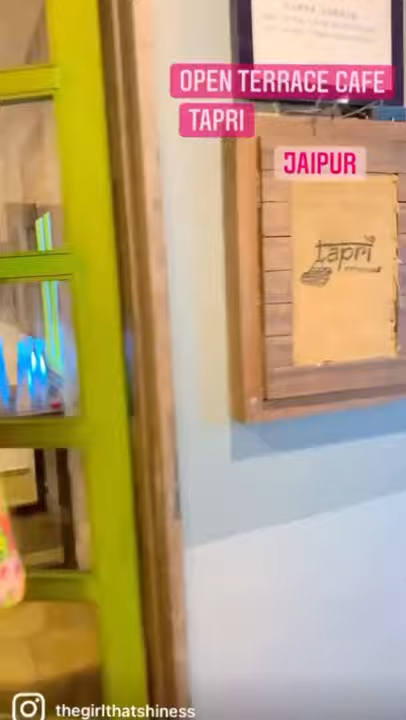 OPEN TERRACE CAFE
TAPRI
JAIPUR
tapri
thegirlthatshiness